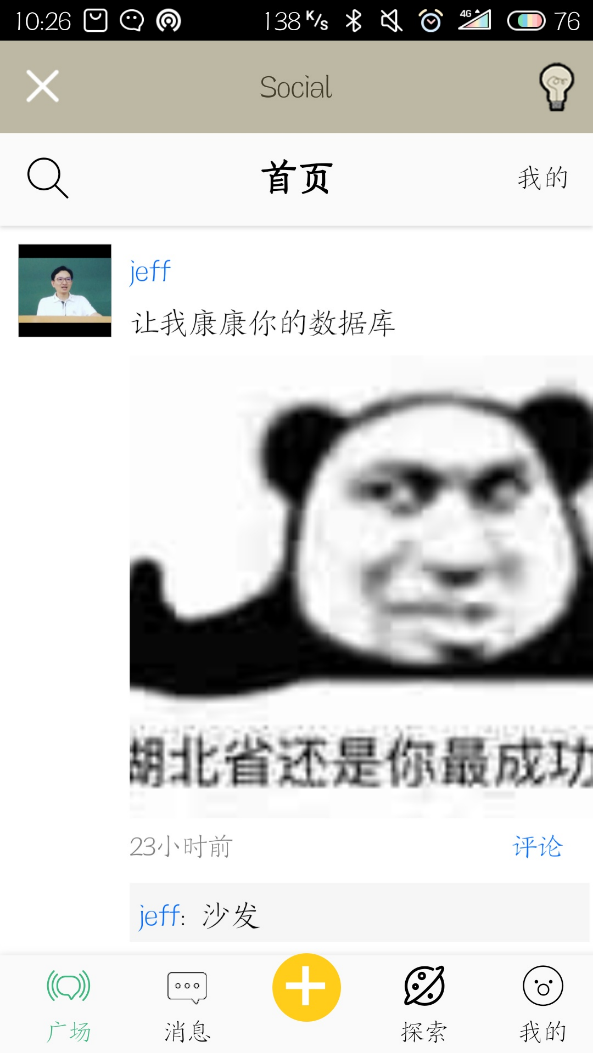 10:26 138 K/s 4G 76
Social
首页 我的
jeff
让我康康你的数据库
湖北省还是你最成功
23小时前 评论
jeff: 沙发
广场 消息 探索 我的